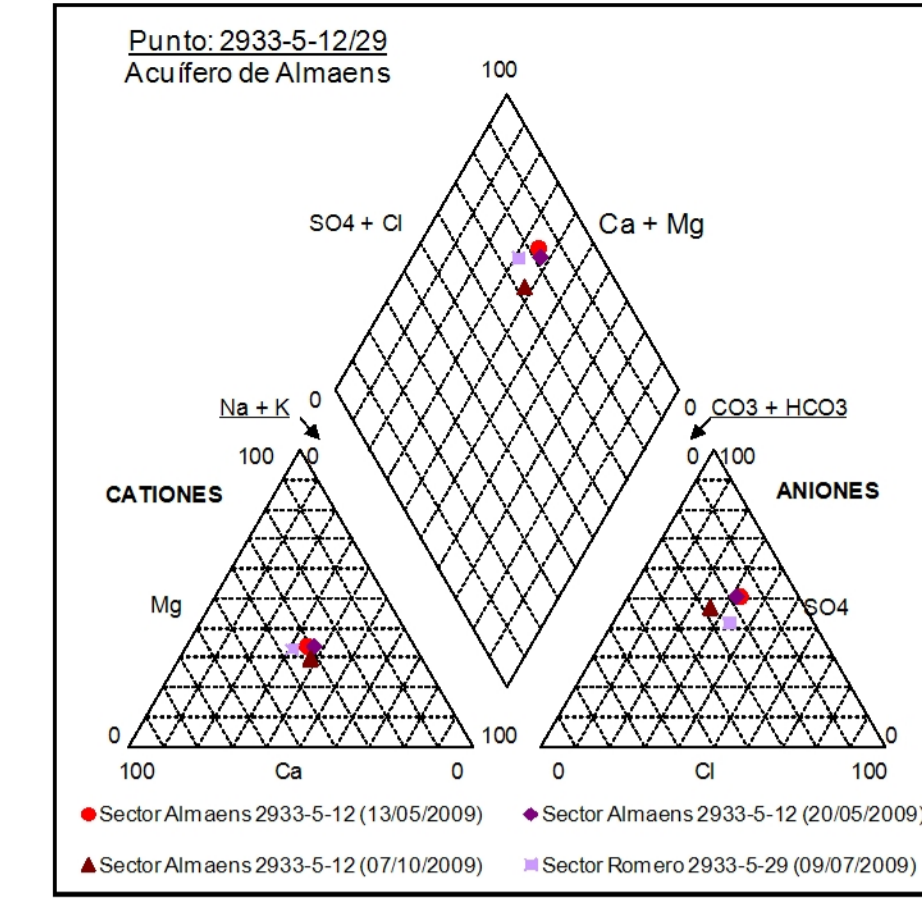 Punto: 2933-5-12/29
Acuífero de Almaens
100
SO4 + Cl
Ca + Mg
Na + K
0
0
CO3 + HCO3
100
0
0
100
CATIONES
ANIONES
Mg
SO4
0
100
0
100
Ca
0
0
Cl
100
Sector Almaens 2933-5-12 (13/05/2009)
Sector Almaens 2933-5-12 (20/05/2009)
Sector Almaens 2933-5-12 (07/10/2009)
Sector Romero 2933-5-29 (09/07/2009)